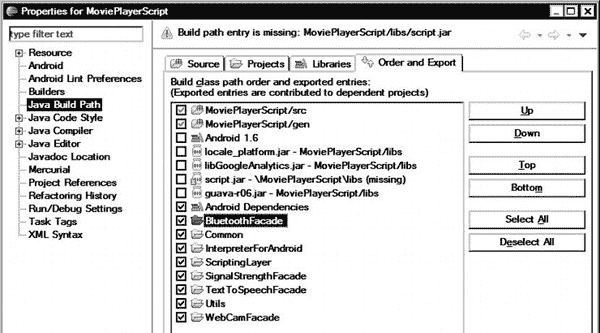 Properties for MoviePlayerScript
type filter text
Build path entry is missing: MoviePlayerScript/libs/script.jar
Resource
Android
Android Lint Preferences
Builders
Java Build Path
Java Code Style
Java Compiler
Java Editor
Javadoc Location
Mercurial
Project References
Refactoring History
Run/Debug Settings
Task Tags
XML Syntax
Source Projects Libraries Order and Export
Build class path order and exported entries:
(Exported entries are contributed to dependent projects)
MoviePlayerScript/src
MoviePlayerScript/gen
Android 1.6
locale_platform.jar - MoviePlayerScript/libs
libGoogleAnalytics.jar - MoviePlayerScript/libs
script.jar - \MoviePlayerScript\libs (missing)
guava-r06.jar - MoviePlayerScript/libs
Android Dependencies
BluetoothFacade
Common
InterpreterForAndroid
ScriptingLayer
SignalStrengthFacade
TextToSpeechFacade
Utils
WebCamFacade
Up
Down
Top
Bottom
Select All
Deselect All